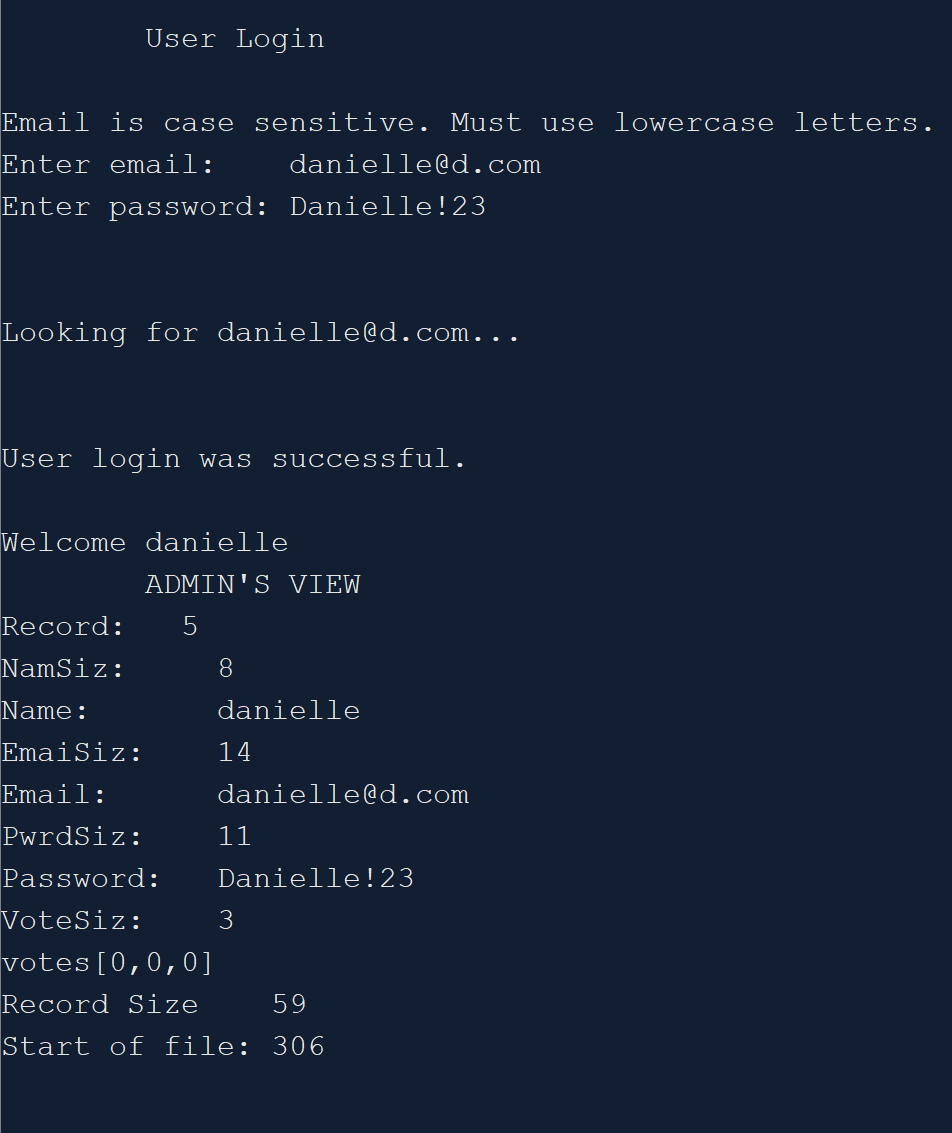 User Login
Email is case sensitive. Must use lowercase letters.
Enter email: danielle@d.com
Enter password: Danielle!23
Looking for danielle@d.com...
User login was successful.
Welcome danielle
ADMIN'S VIEW
Record: 5
NamSiz: 8
Name: danielle
EmaiSiz: 14
Email: danielle@d.com
PwrdSiz: 11
Password: Danielle!23
VoteSiz: 3
votes[0,0,0]
Record Size 59
Start of file: 306